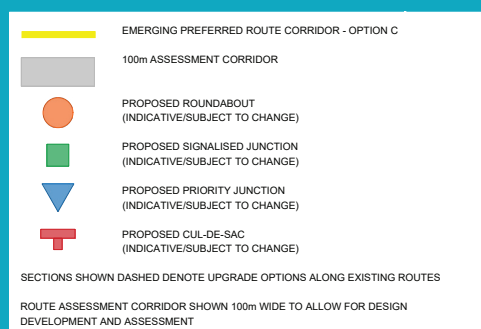 EMERGING PREFERRED ROUTE CORRIDOR - OPTION C
100m ASSESSMENT CORRIDOR
PROPOSED ROUNDABOUT
(INDICATIVE/SUBJECT TO CHANGE)
PROPOSED SIGNALISED JUNCTION
(INDICATIVE/SUBJECT TO CHANGE)
PROPOSED PRIORITY JUNCTION
(INDICATIVE/SUBJECT TO CHANGE)
PROPOSED CUL-DE-SAC
(INDICATIVE/SUBJECT TO CHANGE)
SECTIONS SHOWN DASHED DENOTE UPGRADE OPTIONS ALONG EXISTING ROUTES
ROUTE ASSESSMENT CORRIDOR SHOWN 100m WIDE TO ALLOW FOR DESIGN
DEVELOPMENT AND ASSESSMENT